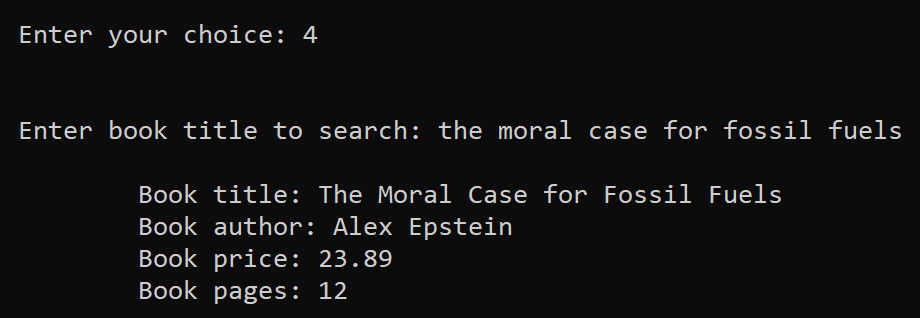 Enter your choice: 4
Enter book title to search: the moral case for fossil fuels
Book title: The Moral Case for Fossil Fuels
Book author: Alex Epstein
Book price: 23.89
Book pages: 12